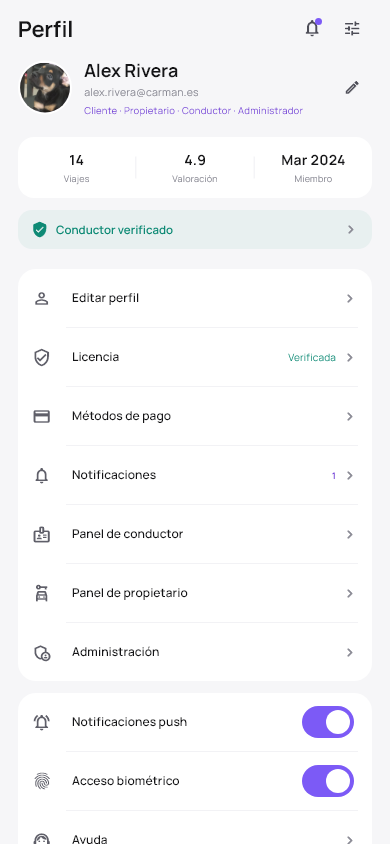 Perfil
Alex Rivera
alex.rivera@carman.es
Cliente · Propietario · Conductor · Administrador
14 4.9 Mar 2024
Viajes Valoración Miembro
Conductor verificado
Editar perfil
Licencia Verificada
Métodos de pago
Notificaciones 1
Panel de conductor
Panel de propietario
Administración
Notificaciones push
Acceso biométrico
Ayuda